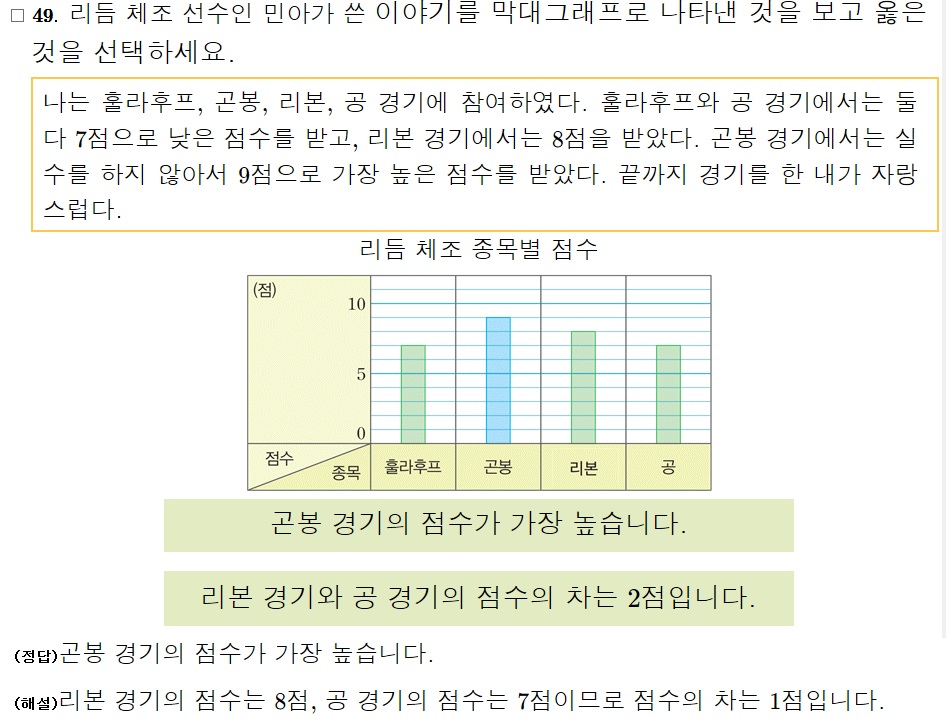 □ 49. 리듬 체조 선수인 민아가 쓴 이야기를 막대그래프로 나타낸 것을 보고 옳은
것을 선택하세요.
나는 훌라후프, 곤봉, 리본, 공 경기에 참여하였다. 훌라후프와 공 경기에서는 둘
다 7점으로 낮은 점수를 받고, 리본 경기에서는 8점을 받았다. 곤봉 경기에서는 실
수를 하지 않아서 9점으로 가장 높은 점수를 받았다. 끝까지 경기를 한 내가 자랑
스럽다.
리듬 체조 종목별 점수
(점)
10
5
0
점수
종목
훌라후프 곤봉 리본 공
곤봉 경기의 점수가 가장 높습니다.
리본 경기와 공 경기의 점수의 차는 2점입니다.
(정답)곤봉 경기의 점수가 가장 높습니다.
(해설)리본 경기의 점수는 8점, 공 경기의 점수는 7점이므로 점수의 차는 1점입니다.